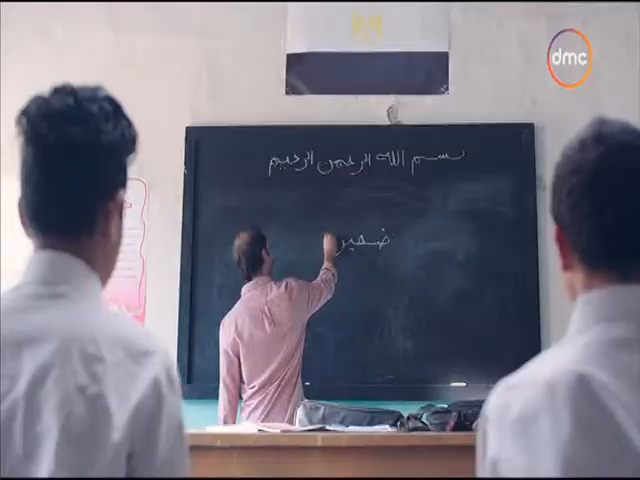 dmc
بسم الله الرحمن الرحيم
ضمير